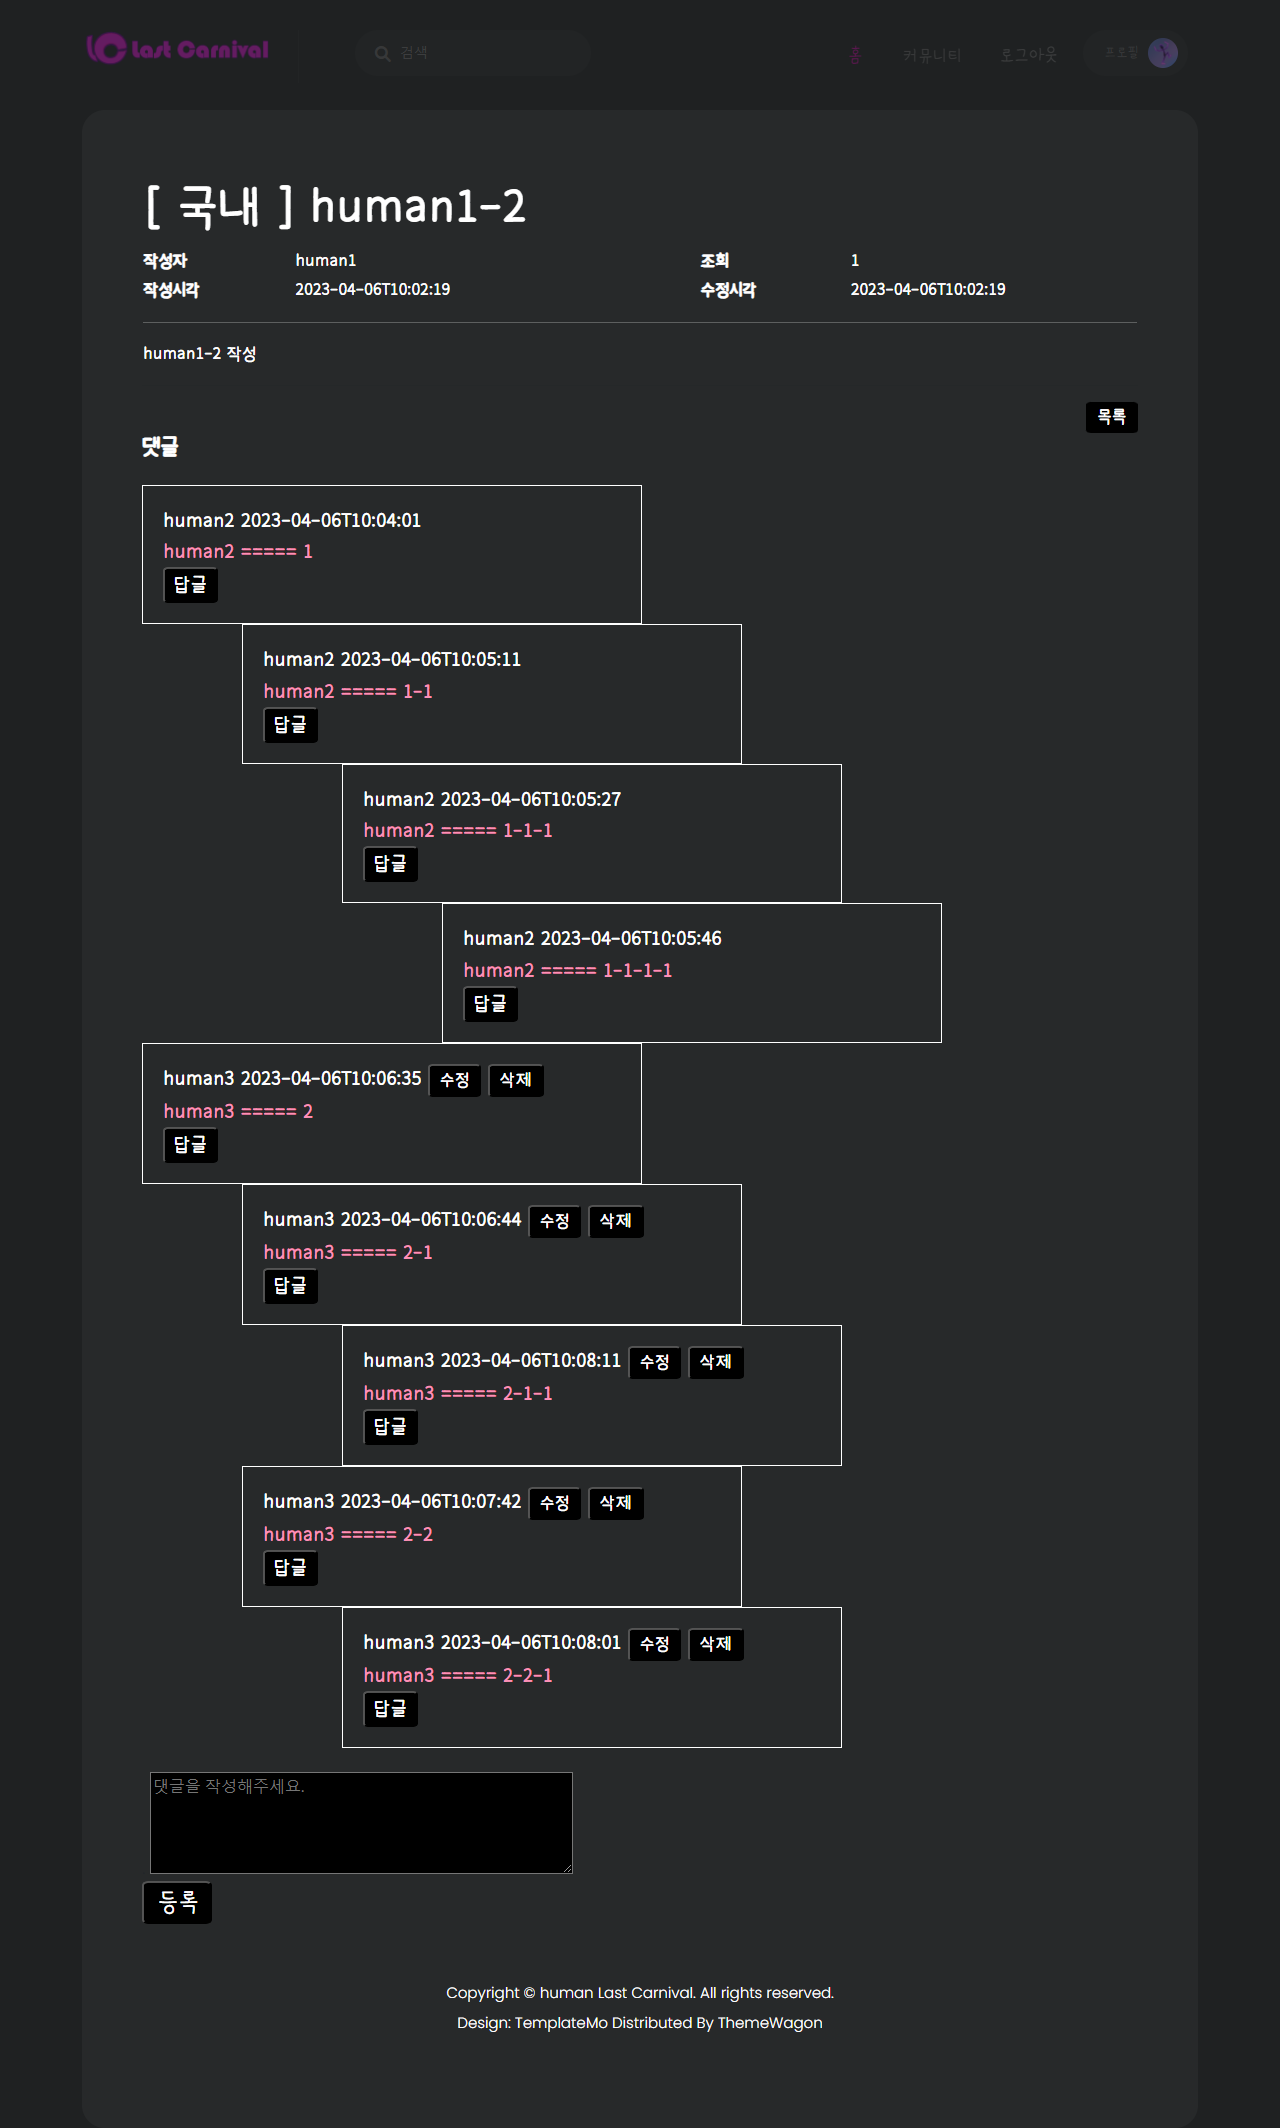 Last Carnival 검색 홈 커뮤니티 로그아웃 프로필
[ 국내 ] human1-2
작성자 human1 조회 1
작성시각 2023-04-06T10:02:19 수정시각 2023-04-06T10:02:19
human1-2 작성
목록
댓글
human2 2023-04-06T10:04:01
human2 ===== 1
답글
human2 2023-04-06T10:05:11
human2 ===== 1-1
답글
human2 2023-04-06T10:05:27
human2 ===== 1-1-1
답글
human2 2023-04-06T10:05:46
human2 ===== 1-1-1-1
답글
human3 2023-04-06T10:06:35 수정 삭제
human3 ===== 2
답글
human3 2023-04-06T10:06:44 수정 삭제
human3 ===== 2-1
답글
human3 2023-04-06T10:08:11 수정 삭제
human3 ===== 2-1-1
답글
human3 2023-04-06T10:07:42 수정 삭제
human3 ===== 2-2
답글
human3 2023-04-06T10:08:01 수정 삭제
human3 ===== 2-2-1
답글
댓글을 작성해주세요.
등록
Copyright © human Last Carnival. All rights reserved.
Design: TemplateMo Distributed By ThemeWagon